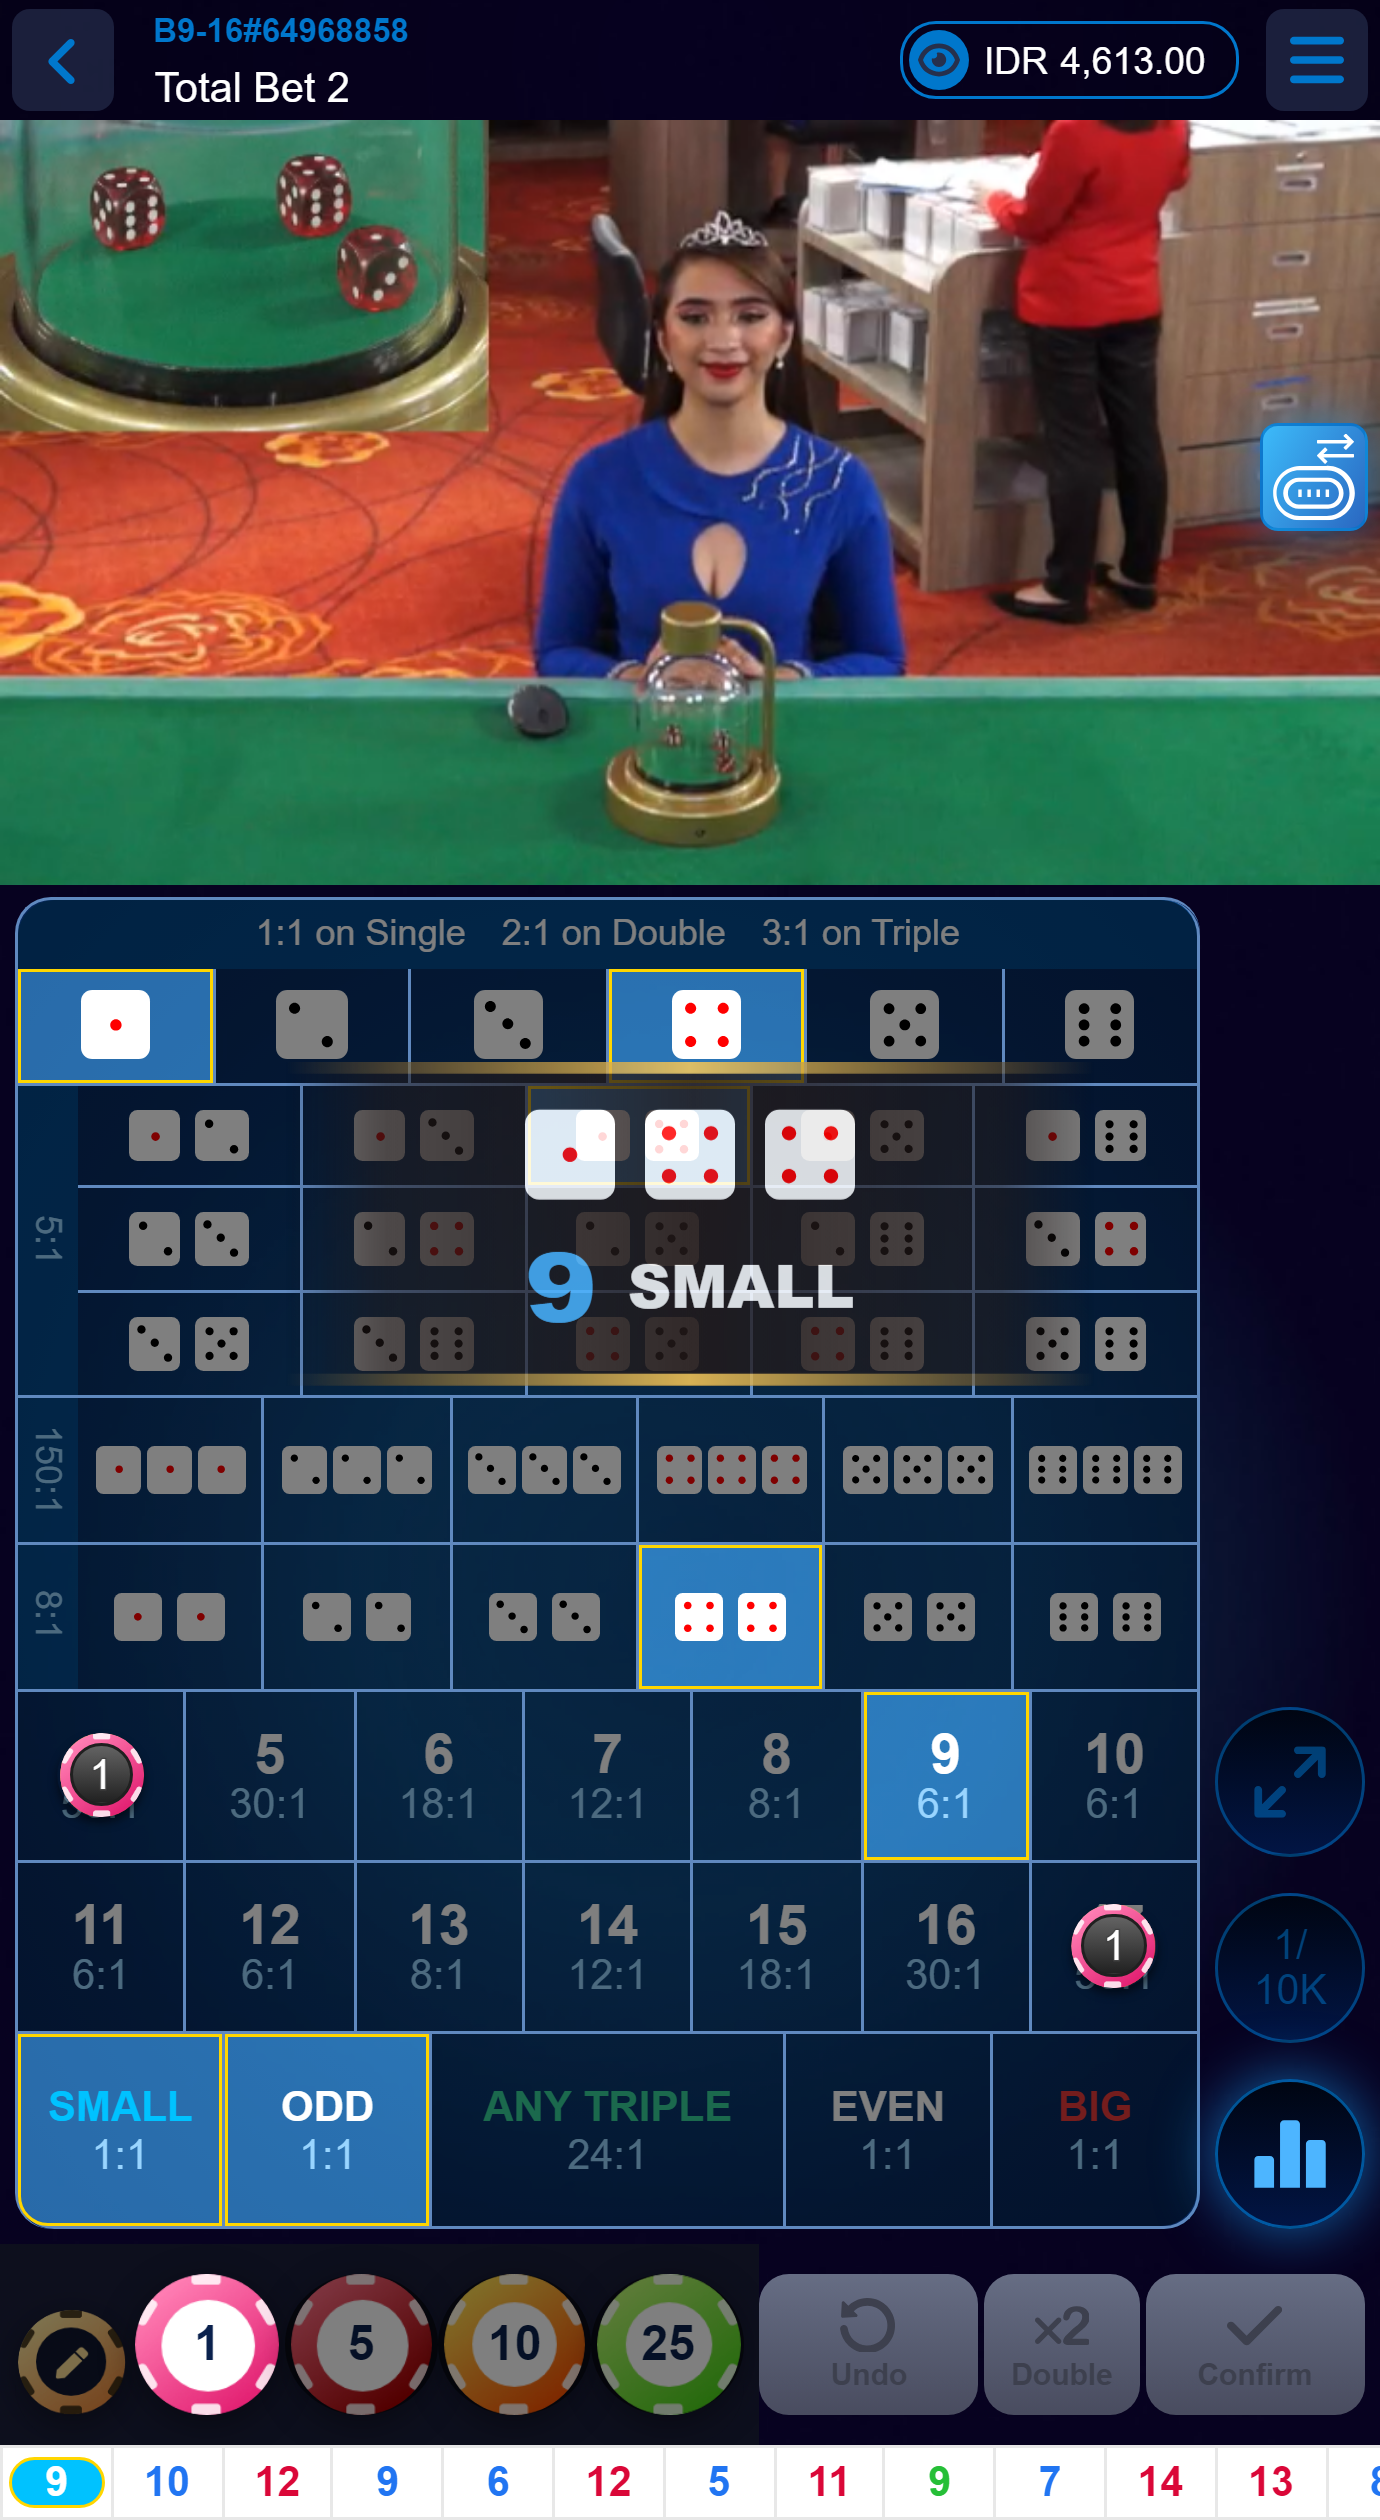 B9-16#64968858
Total Bet 2
IDR 4,613.00
1:1 on Single 2:1 on Double 3:1 on Triple
5:1
9 SMALL
150:1
8:1
1
5 6 7 8 9 10
30:1 18:1 12:1 8:1 6:1 6:1
11 12 13 14 15 16
1
6:1 6:1 8:1 12:1 18:1 30:1
1/
10K
SMALL ODD ANY TRIPLE EVEN BIG
1:1 1:1 24:1 1:1 1:1
1 5 10 25
x2
Undo Double Confirm
9 10 12 9 6 12 5 11 9 7 14 13